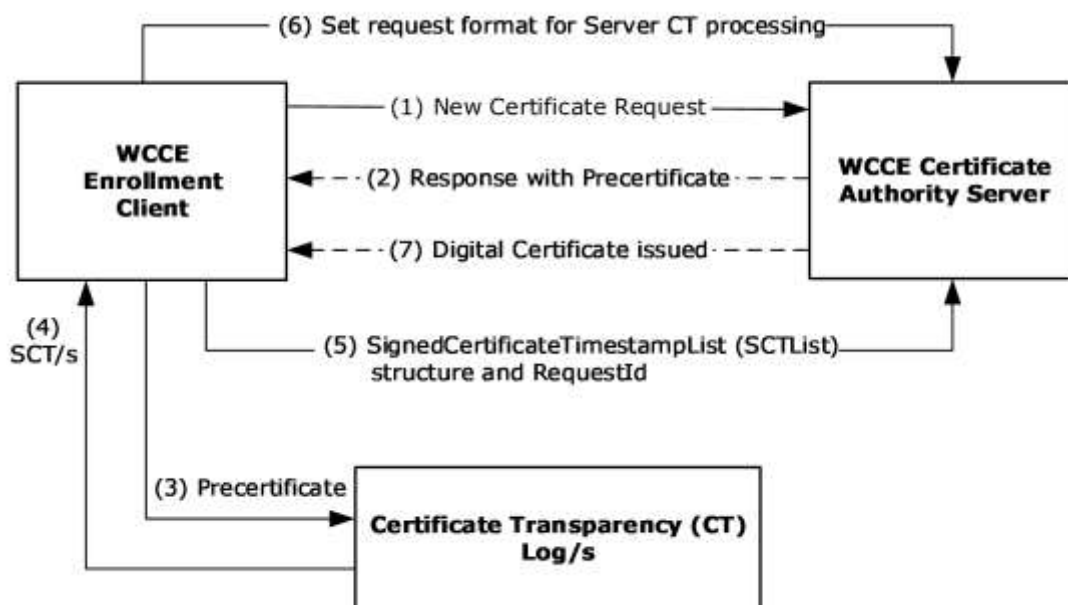 (6) Set request format for Server CT processing
(1) New Certificate Request
WCCE
Enrollment
Client
(2) Response with Precertificate
WCCE Certificate
Authority Server
(7) Digital Certificate issued
(4)
SCT/s
(5) SignedCertificateTimestampList (SCTList)
structure and RequestId
(3) Precertificate
Certificate Transparency (CT)
Log/s